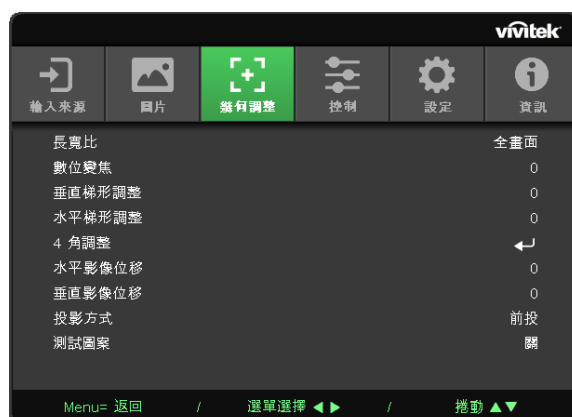 vivitek
輸入來源 圖片 幾何調整 控制 設定 資訊
長寬比 全畫面
數位變焦 0
垂直梯形調整 0
水平梯形調整 0
4 角調整
水平影像位移 0
垂直影像位移 0
投影方式 前投
測試圖案 關
Menu= 返回 / 選單選擇 ◀ ▶ / 捲動 ▲▼